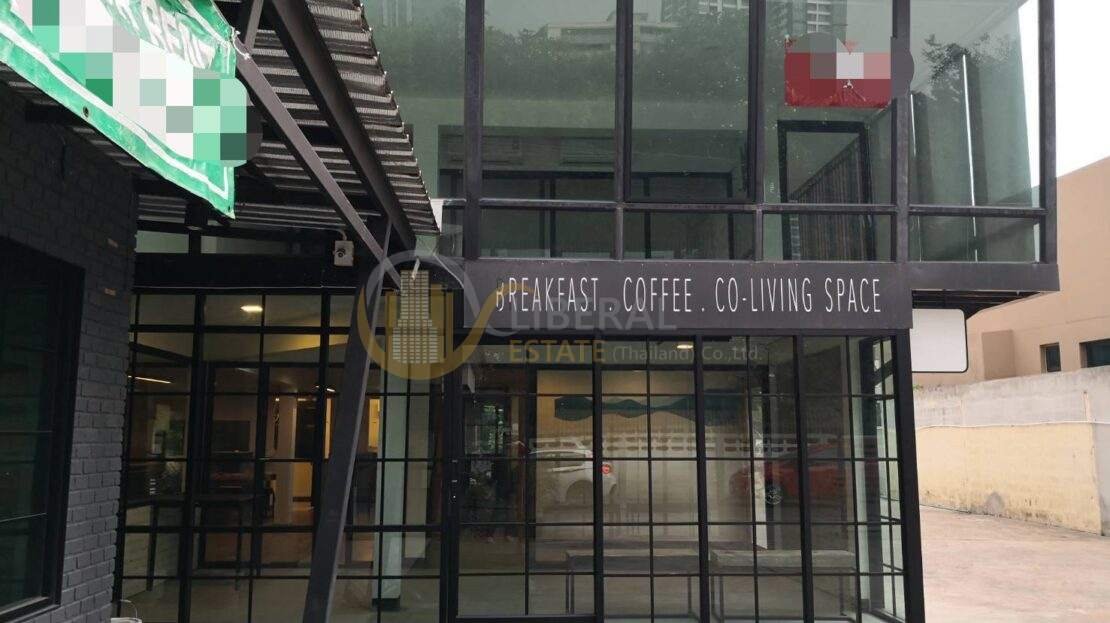 BREAKFAST . COFFEE . CO-LIVING SPACE
LIBERAL
ESTATE (Thailand) Co.,Ltd.